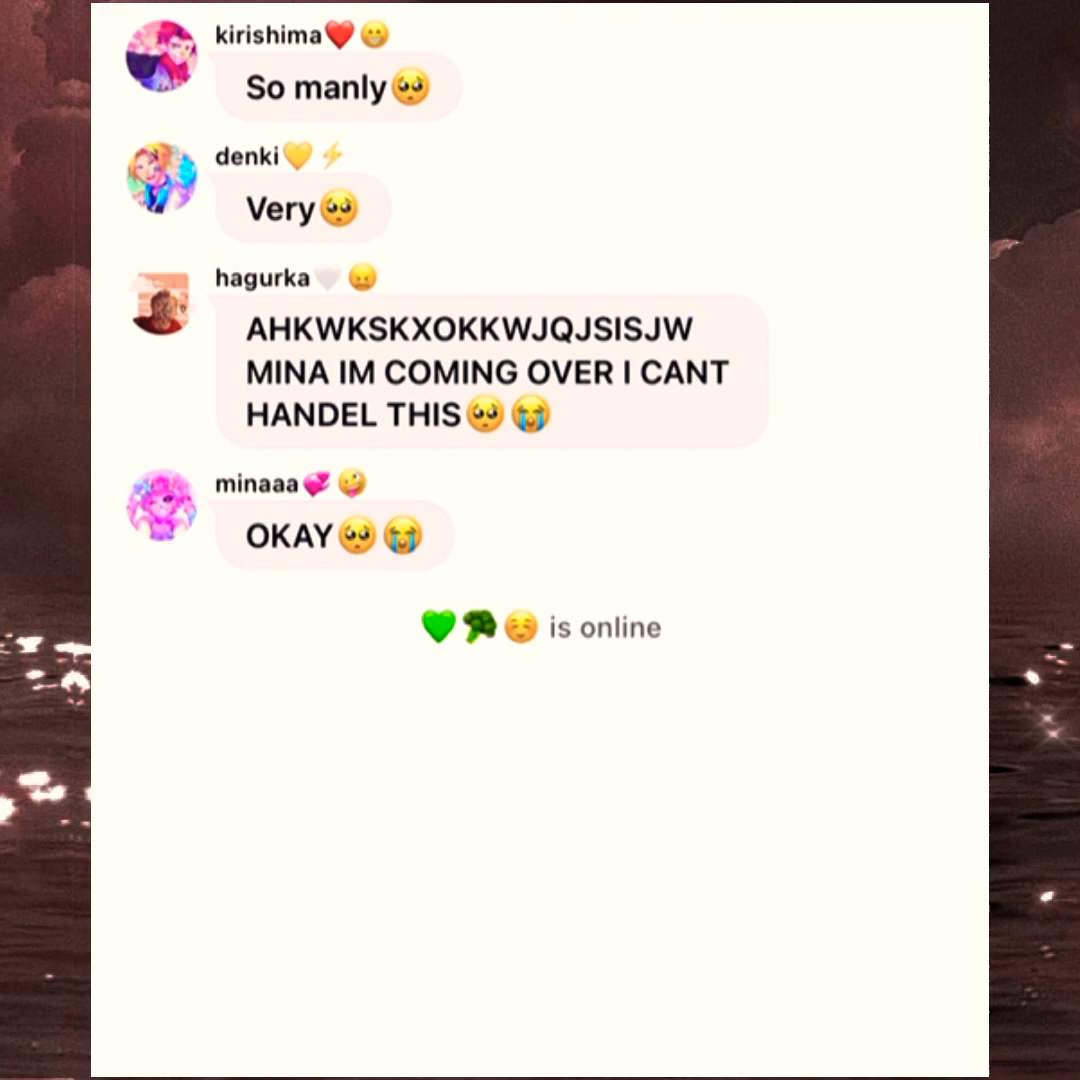 kirishima❤️😁
So manly🥺
denki💛⚡
Very🥺
hagurka🤍😠
AHKWKSKXOKKWJQJSISJW
MINA IM COMING OVER I CANT
HANDEL THIS🥺😭
minaaa💞🤪
OKAY🥺😭
💚🥦☺️ is online